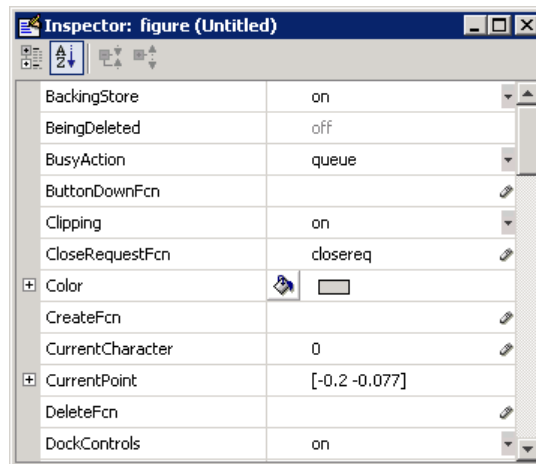 Inspector: figure (Untitled)
BackingStore on
BeingDeleted off
BusyAction queue
ButtonDownFcn
Clipping on
CloseRequestFcn closereq
Color
CreateFcn
CurrentCharacter 0
CurrentPoint [-0.2 -0.077]
DeleteFcn
DockControls on